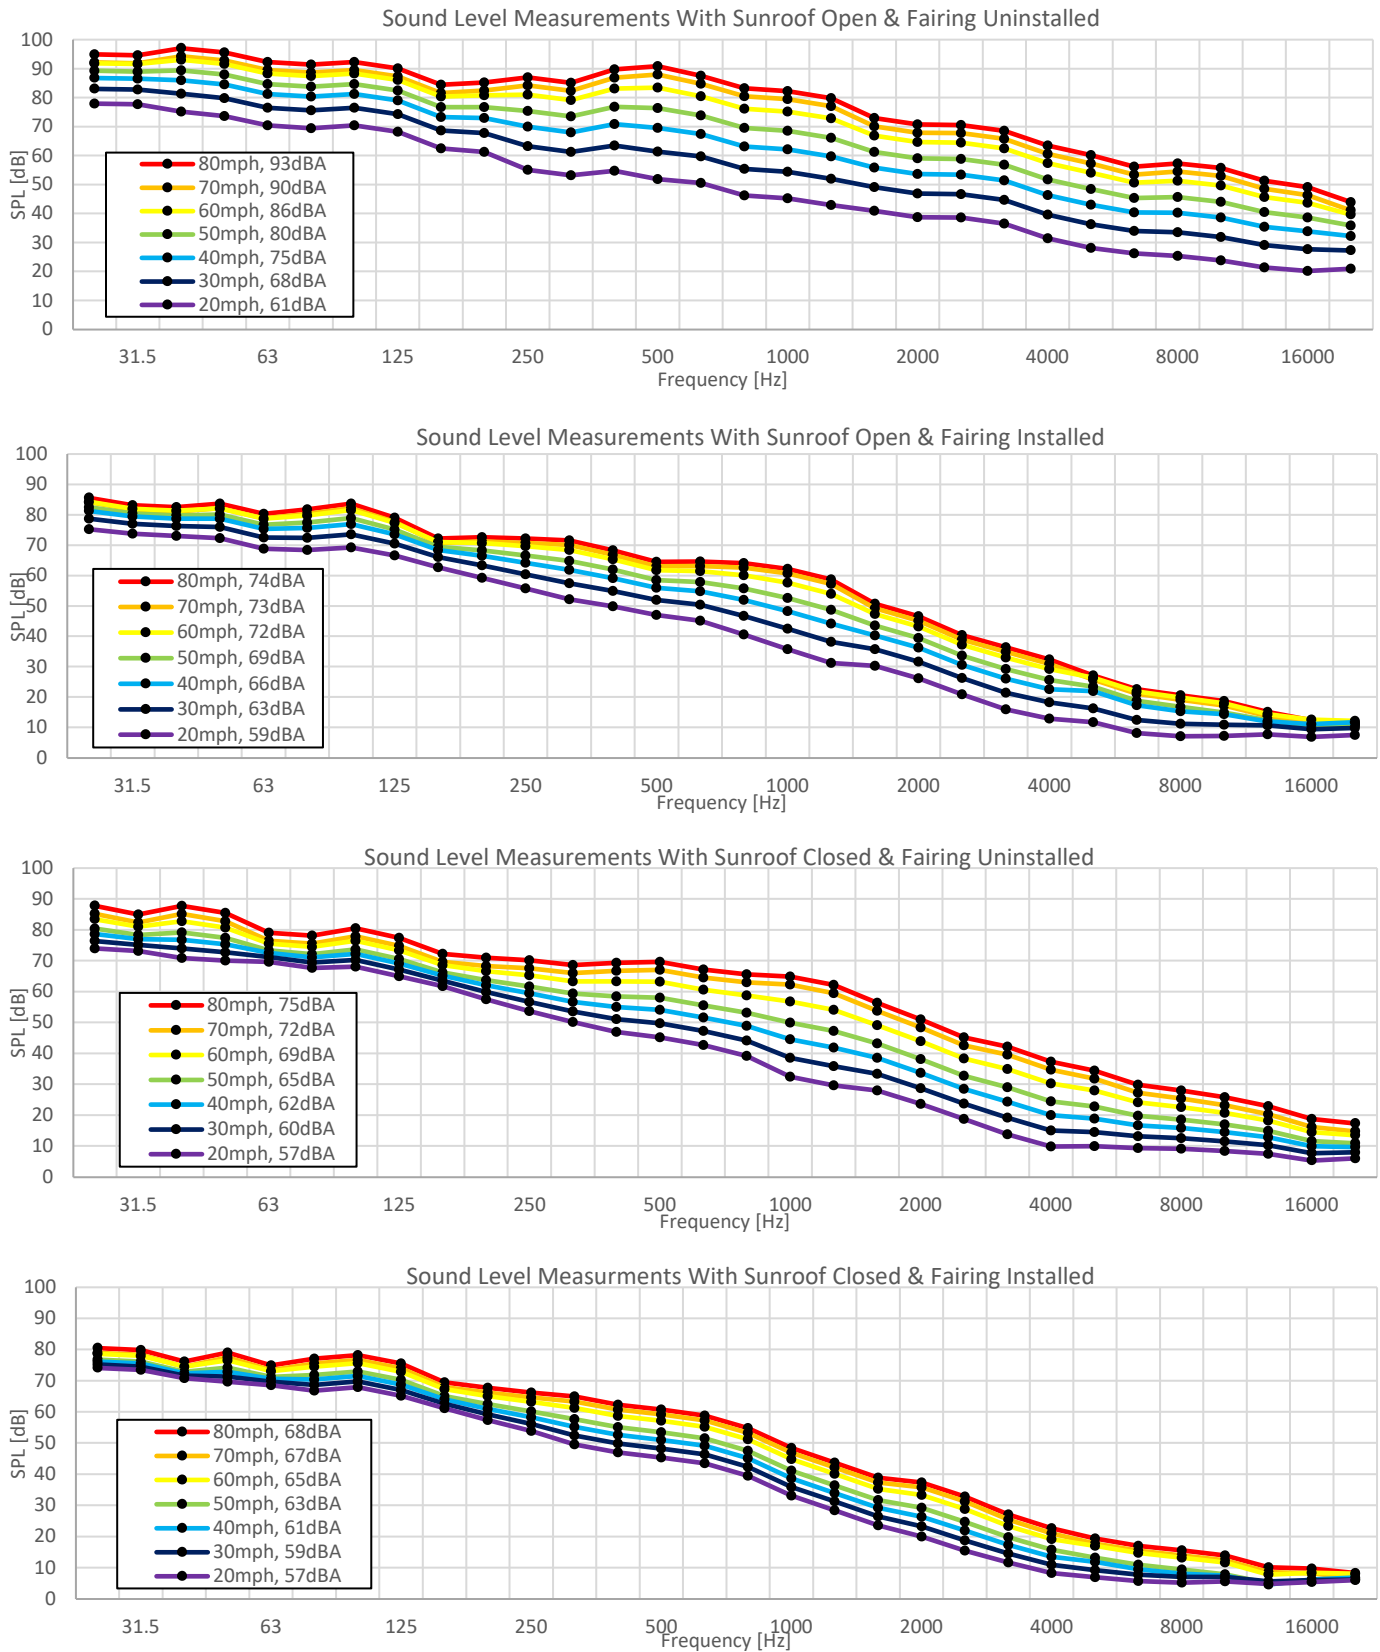 Sound Level Measurements With Sunroof Open & Fairing Uninstalled
100
90
80
70
60
50
40
30
20
10
0
SPL [dB]
80mph, 93dBA
70mph, 90dBA
60mph, 86dBA
50mph, 80dBA
40mph, 75dBA
30mph, 68dBA
20mph, 61dBA
31.5 63 125 250 500 1000 2000 4000 8000 16000
Frequency [Hz]
Sound Level Measurements With Sunroof Open & Fairing Installed
100
90
80
70
60
50
40
30
20
10
0
SPL [dB]
80mph, 74dBA
70mph, 73dBA
60mph, 72dBA
50mph, 69dBA
40mph, 66dBA
30mph, 63dBA
20mph, 59dBA
31.5 63 125 250 500 1000 2000 4000 8000 16000
Frequency [Hz]
Sound Level Measurements With Sunroof Closed & Fairing Uninstalled
100
90
80
70
60
50
40
30
20
10
0
SPL [dB]
80mph, 75dBA
70mph, 72dBA
60mph, 69dBA
50mph, 65dBA
40mph, 62dBA
30mph, 60dBA
20mph, 57dBA
31.5 63 125 250 500 1000 2000 4000 8000 16000
Frequency [Hz]
Sound Level Measurments With Sunroof Closed & Fairing Installed
100
90
80
70
60
50
40
30
20
10
0
SPL [dB]
80mph, 68dBA
70mph, 67dBA
60mph, 65dBA
50mph, 63dBA
40mph, 61dBA
30mph, 59dBA
20mph, 57dBA
31.5 63 125 250 500 1000 2000 4000 8000 16000
Frequency [Hz]